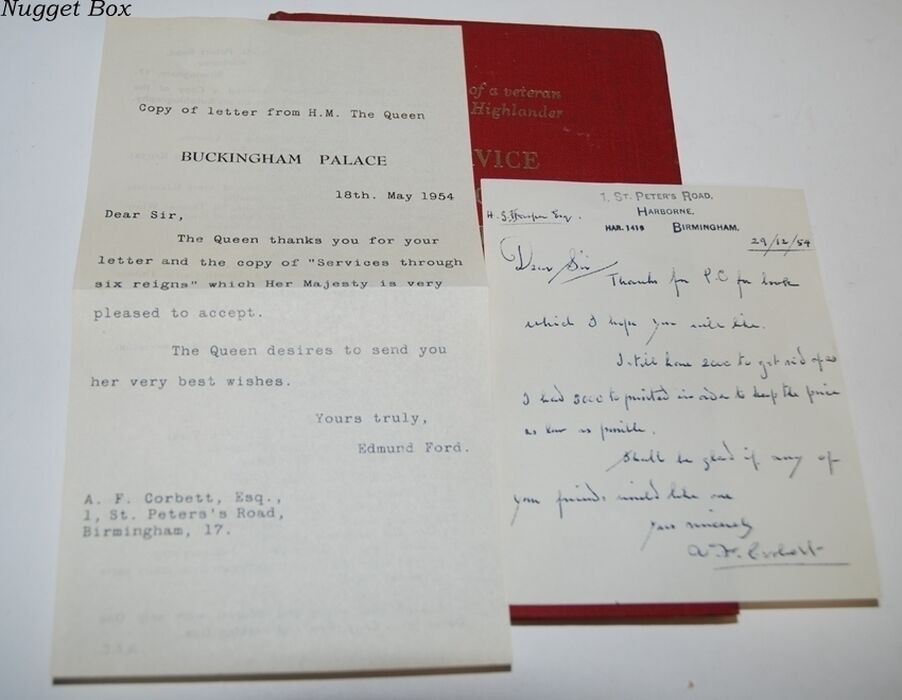 Nugget Box
of a veteran
Highlander
VICE
Copy of letter from H.M. The Queen
BUCKINGHAM PALACE
18th. May 1954
Dear Sir,
The Queen thanks you for your
letter and the copy of "Services through
six reigns" which Her Majesty is very
pleased to accept.
The Queen desires to send you
her very best wishes.
Yours truly,
Edmund Ford.
A. F. Corbett, Esq.,
1, St. Peters's Road,
Birmingham, 17.
1, St. Peter's Road,
Harborne,
HAR. 1419 Birmingham.
H. S. Esq.
29/12/54
Dear Sir
Thanks for P.C for book
which I hope you will like.
I still have 2000 to get rid of as
I had 3000 printed in order to keep the price
as low as possible.
Shall be glad if any of
your friends would like one
Yours sincerely
A. F. Corbett